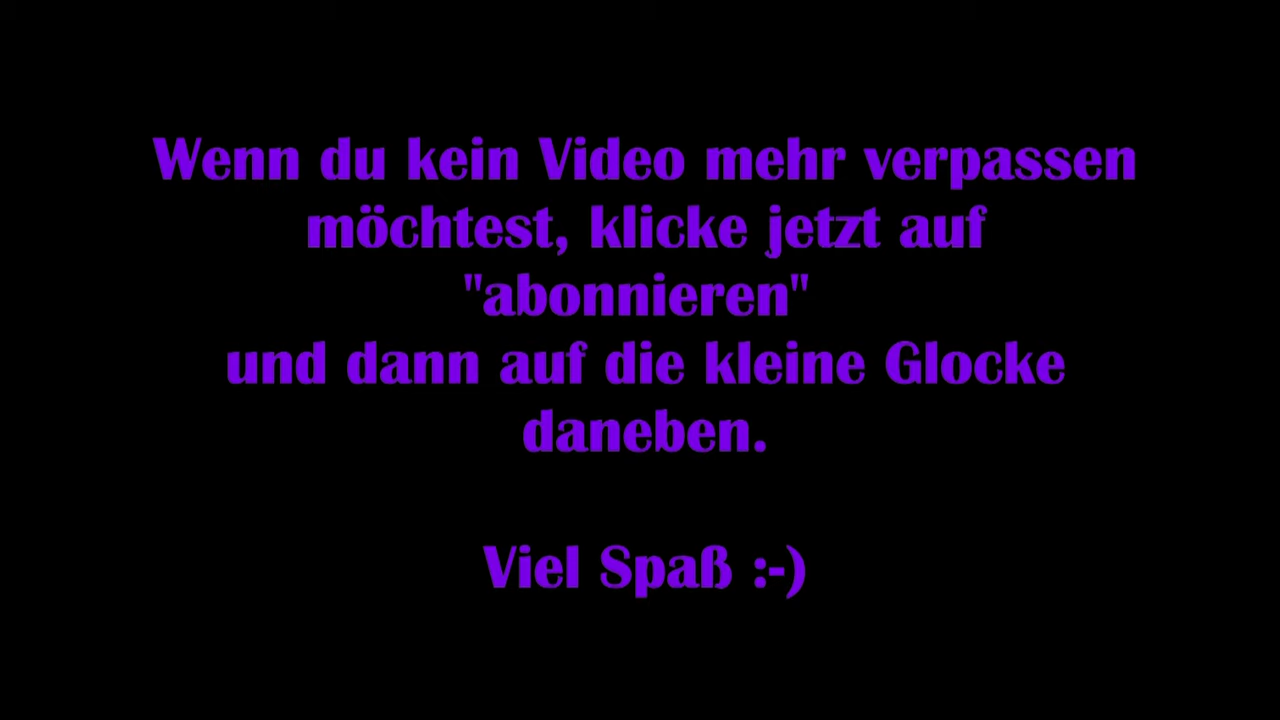 Wenn du kein Video mehr verpassen
möchtest, klicke jetzt auf
"abonnieren"
und dann auf die kleine Glocke
daneben.
Viel Spaß :-)